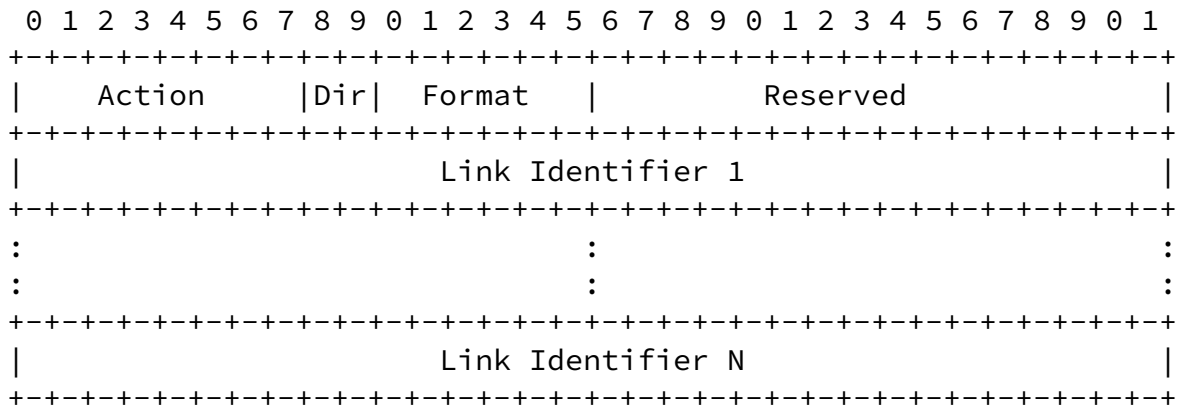 0 1 2 3 4 5 6 7 8 9 0 1 2 3 4 5 6 7 8 9 0 1 2 3 4 5 6 7 8 9 0 1
+-+-+-+-+-+-+-+-+-+-+-+-+-+-+-+-+-+-+-+-+-+-+-+-+-+-+-+-+-+-+-+-+
|    Action     |Dir|  Format   |         Reserved              |
+-+-+-+-+-+-+-+-+-+-+-+-+-+-+-+-+-+-+-+-+-+-+-+-+-+-+-+-+-+-+-+-+
|                       Link Identifier 1                       |
+-+-+-+-+-+-+-+-+-+-+-+-+-+-+-+-+-+-+-+-+-+-+-+-+-+-+-+-+-+-+-+-+
:                               :                               :
:                               :                               :
+-+-+-+-+-+-+-+-+-+-+-+-+-+-+-+-+-+-+-+-+-+-+-+-+-+-+-+-+-+-+-+-+
|                       Link Identifier N                       |
+-+-+-+-+-+-+-+-+-+-+-+-+-+-+-+-+-+-+-+-+-+-+-+-+-+-+-+-+-+-+-+-+